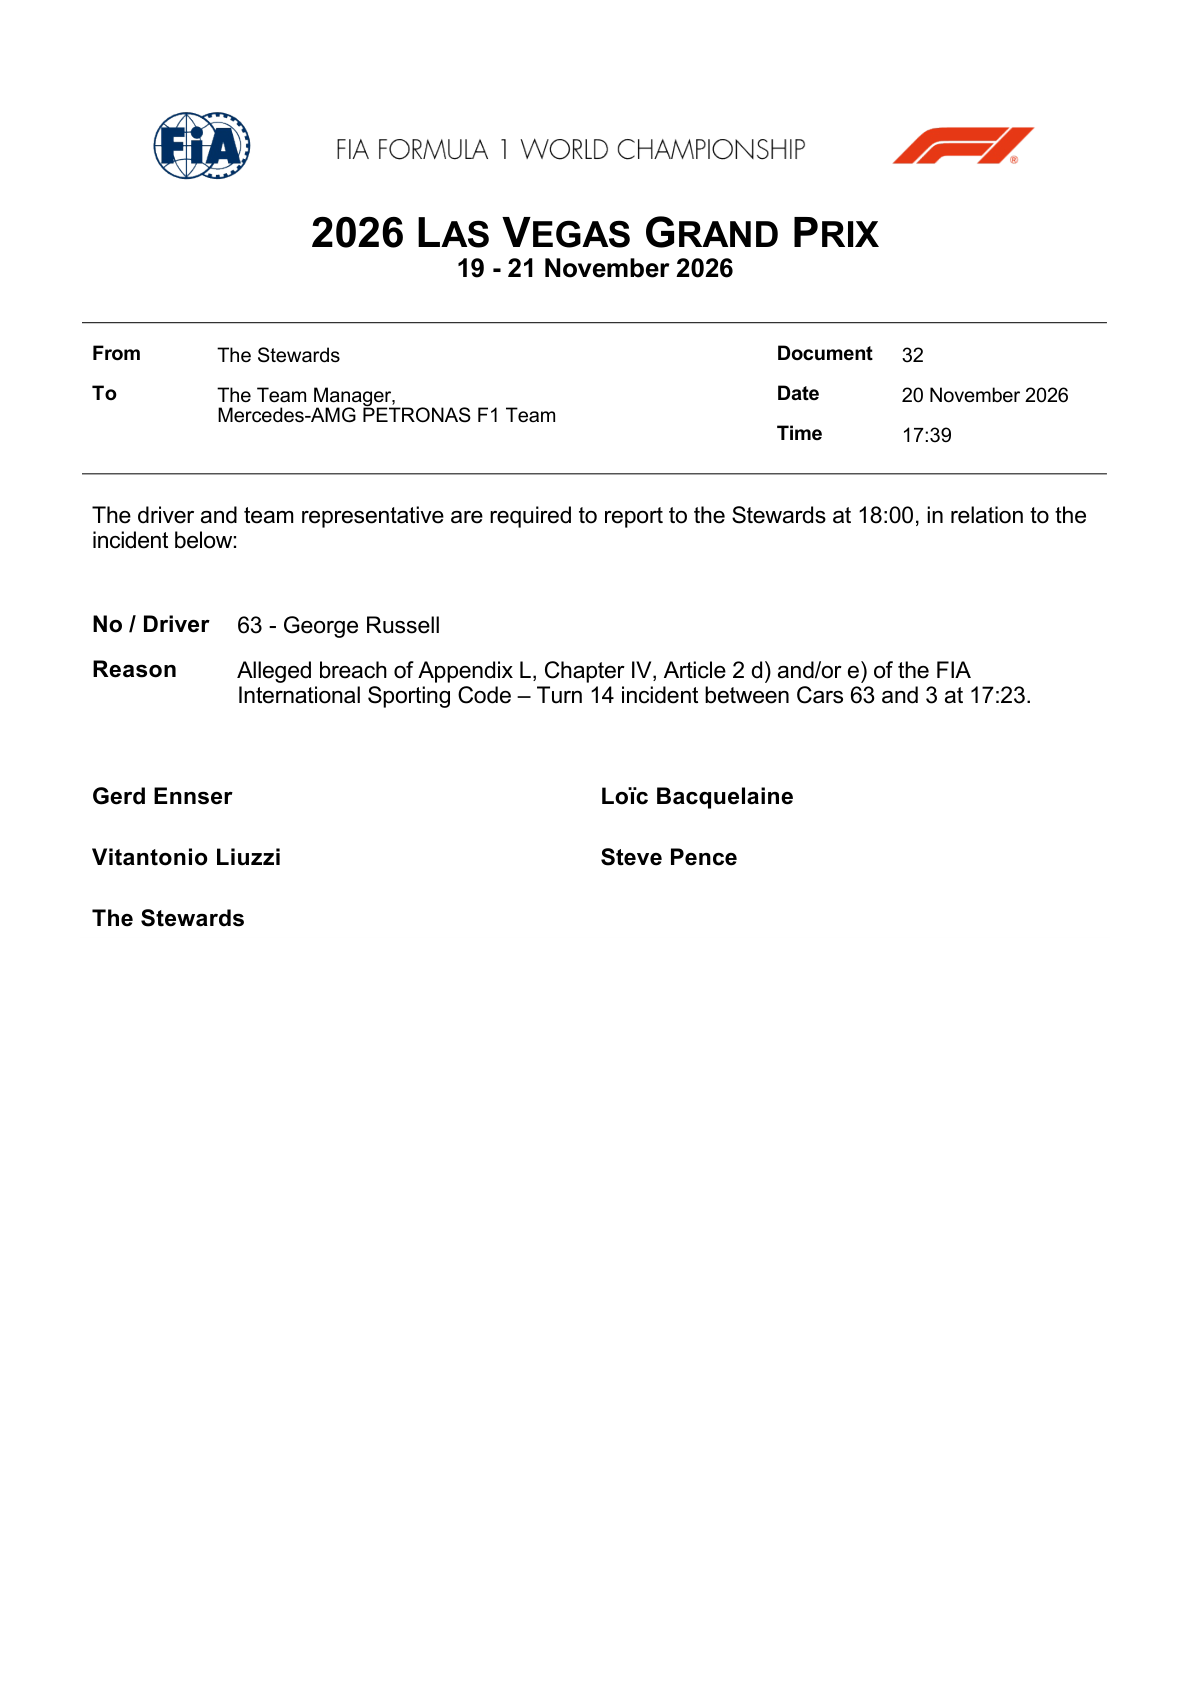 FIA
FIA FORMULA 1 WORLD CHAMPIONSHIP
F1®
2026 LAS VEGAS GRAND PRIX
19 - 21 November 2026
From The Stewards Document 32
To The Team Manager, Date 20 November 2026
Mercedes-AMG PETRONAS F1 Team
Time 17:39
The driver and team representative are required to report to the Stewards at 18:00, in relation to the
incident below:
No / Driver 63 - George Russell
Reason Alleged breach of Appendix L, Chapter IV, Article 2 d) and/or e) of the FIA
International Sporting Code – Turn 14 incident between Cars 63 and 3 at 17:23.
Gerd Ennser Loïc Bacquelaine
Vitantonio Liuzzi Steve Pence
The Stewards